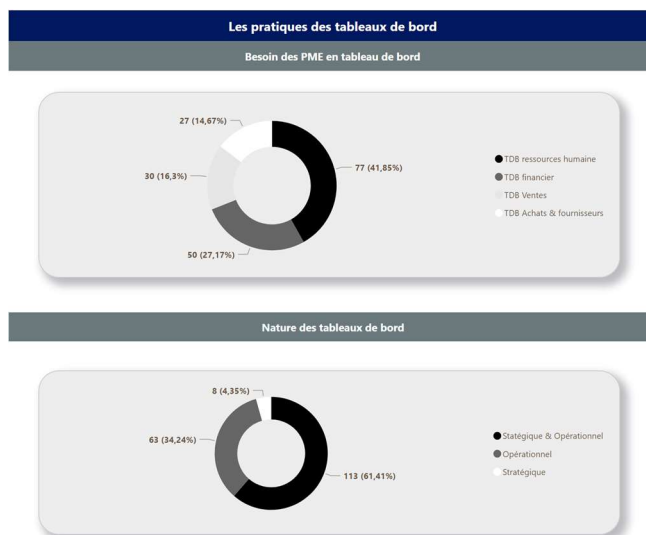 Les pratiques des tableaux de bord
Besoin des PME en tableau de bord
27 (14,67%)
77 (41,85%)
30 (16,3%)
50 (27,17%)
TDB ressources humaine
TDB financier
TDB Ventes
TDB Achats & fournisseurs
Nature des tableaux de bord
8 (4,35%)
63 (34,24%)
113 (61,41%)
Statégique & Opérationnel
Opérationnel
Stratégique